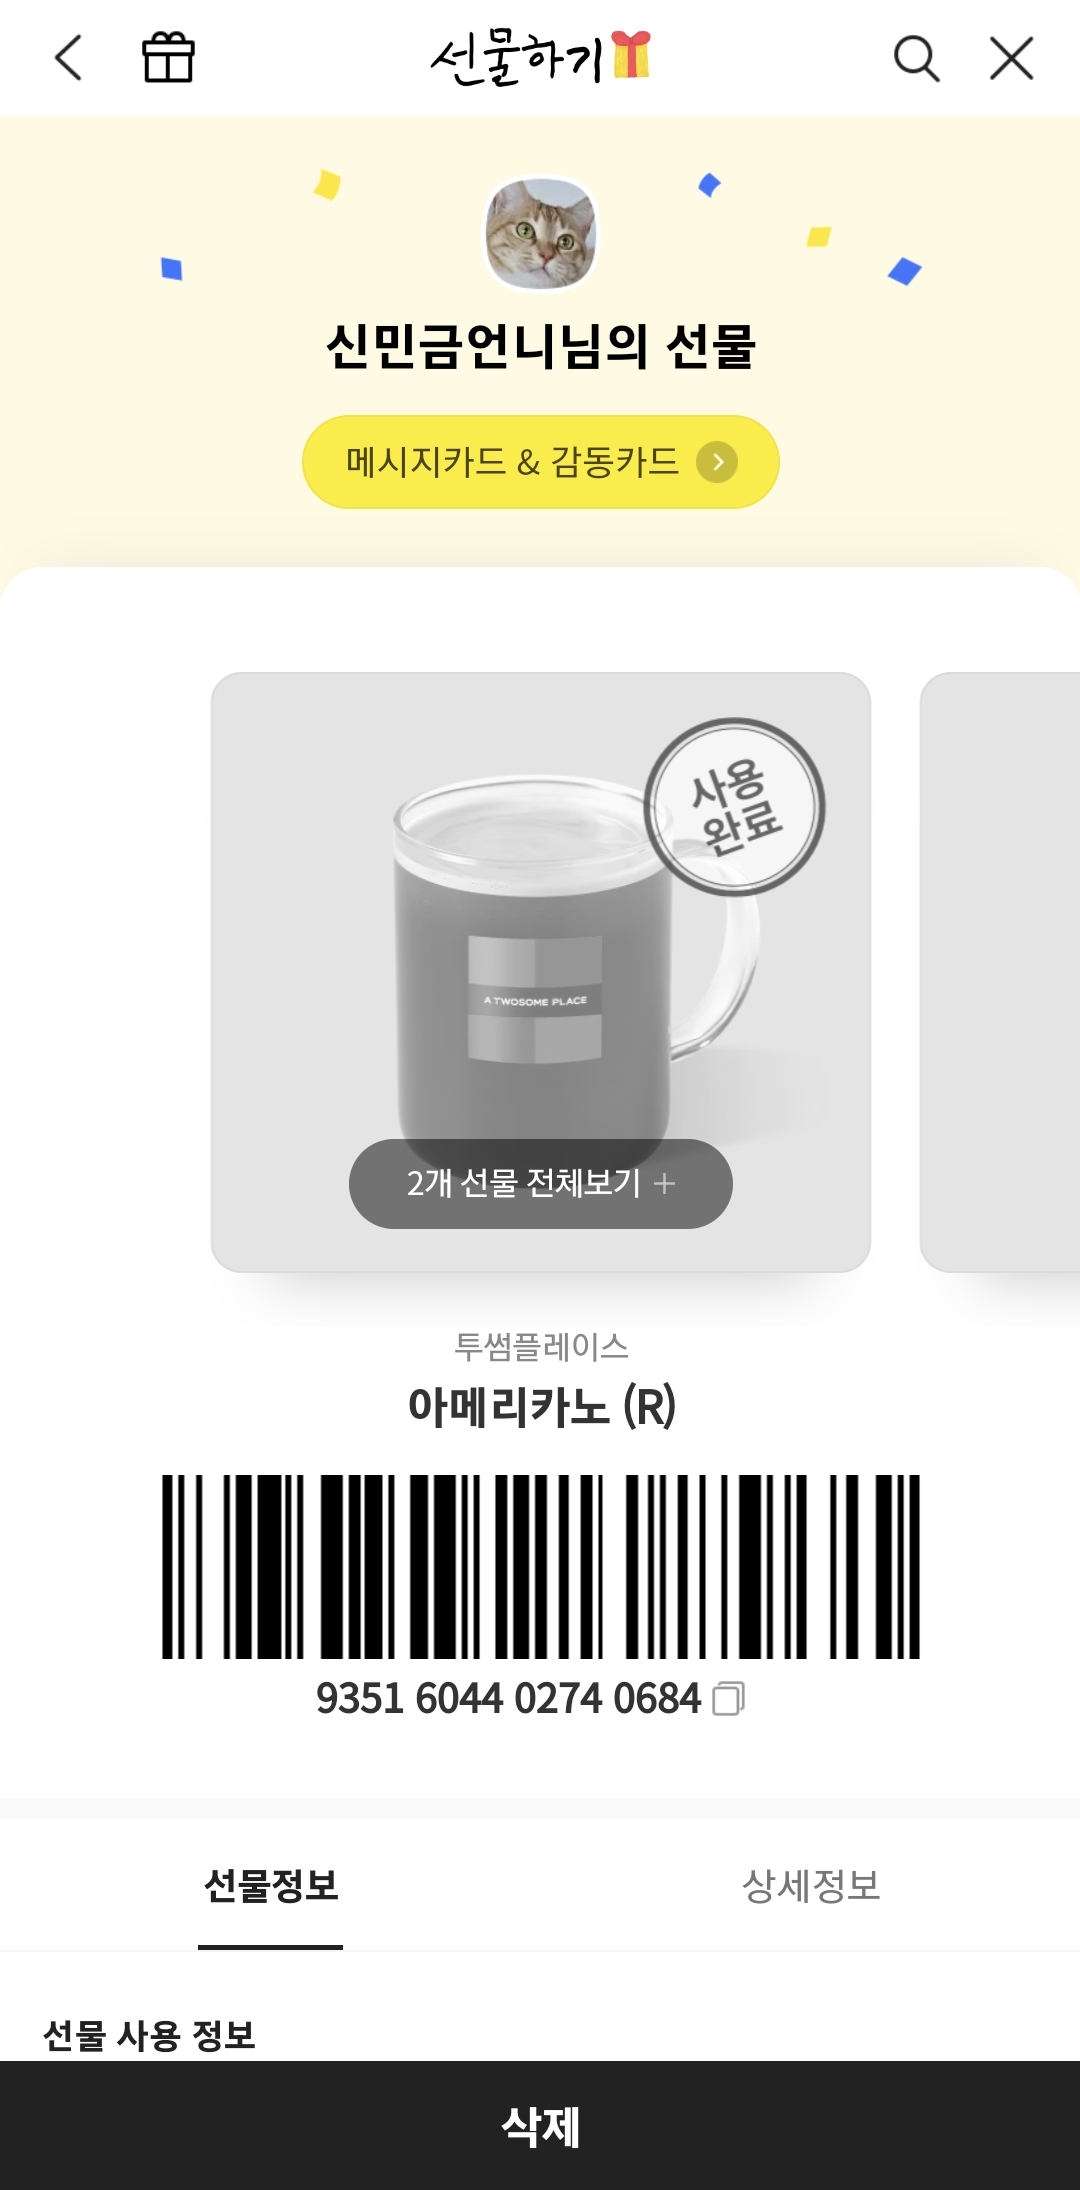 선물하기
신민금언니님의 선물
메시지카드 & 감동카드
사용
완료
A TWOSOME PLACE
2개 선물 전체보기 +
투썸플레이스
아메리카노 (R)
9351 6044 0274 0684
선물정보
상세정보
선물 사용 정보
삭제